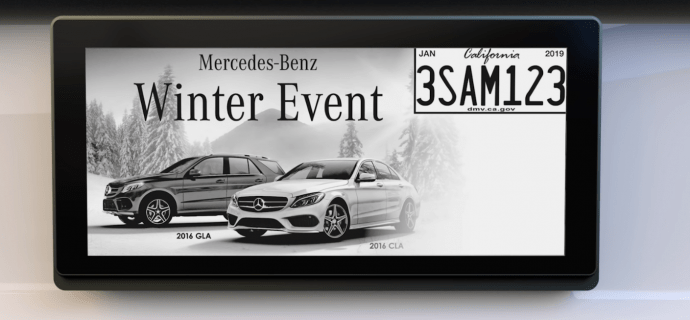 Mercedes-Benz
Winter Event
2016 GLA
2016 CLA
JAN California 2019
3SAM123
dmv.ca.gov